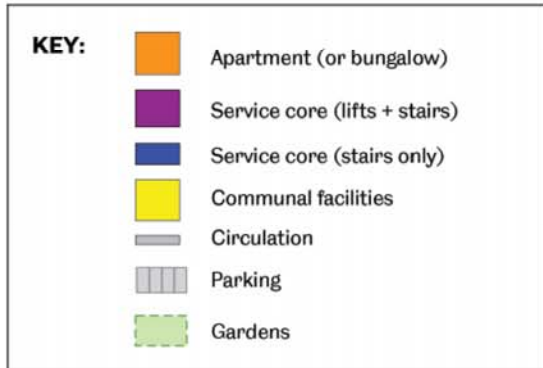 KEY:
Apartment (or bungalow)
Service core (lifts + stairs)
Service core (stairs only)
Communal facilities
Circulation
Parking
Gardens